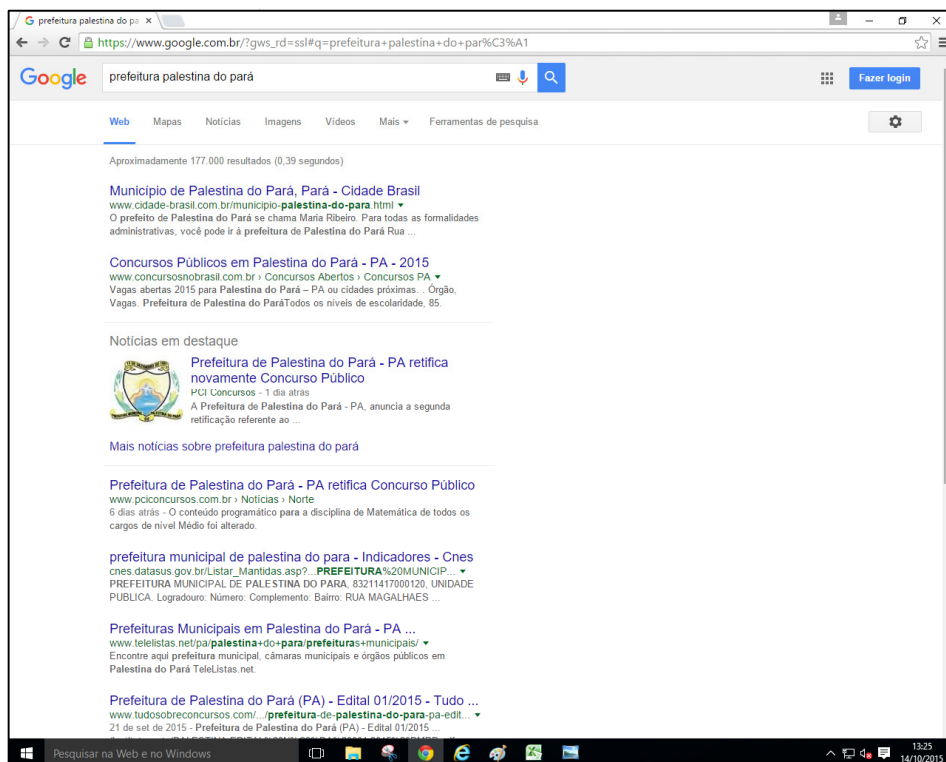 prefeitura palestina do pa
https://www.google.com.br/?gws_rd=ssl#q=prefeitura+palestina+do+par%C3%A1
Google
prefeitura palestina do pará
Fazer login
Web Mapas Notícias Imagens Vídeos Mais Ferramentas de pesquisa
Aproximadamente 177.000 resultados (0,39 segundos)
Município de Palestina do Pará, Pará - Cidade Brasil
www.cidade-brasil.com.br/municipio-palestina-do-para.html
O prefeito de Palestina do Pará se chama Maria Ribeiro. Para todas as formalidades
administrativas, você pode ir à prefeitura de Palestina do Pará Rua ...
Concursos Públicos em Palestina do Pará - PA - 2015
www.concursosnobrasil.com.br › Concursos Abertos › Concursos PA
Vagas abertas 2015 para Palestina do Pará – PA ou cidades próximas. . Órgão,
Vagas. Prefeitura de Palestina do ParáTodos os níveis de escolaridade, 85.
Notícias em destaque
Prefeitura de Palestina do Pará - PA retifica
novamente Concurso Público
PCI Concursos - 1 dia atrás
A Prefeitura de Palestina do Pará - PA, anuncia a segunda
retificação referente ao ...
Mais notícias sobre prefeitura palestina do pará
Prefeitura de Palestina do Pará - PA retifica Concurso Público
www.pciconcursos.com.br › Notícias › Norte
6 dias atrás - O conteúdo programático para a disciplina de Matemática de todos os
cargos de nível Médio foi alterado.
prefeitura municipal de palestina do para - Indicadores - Cnes
cnes.datasus.gov.br/Listar_Mantidas.asp?...PREFEITURA%20MUNICIP...
PREFEITURA MUNICIPAL DE PALESTINA DO PARA, 83211417000120, UNIDADE
PUBLICA. Logradouro: Número: Complemento: Bairro: RUA MAGALHAES ...
Prefeituras Municipais em Palestina do Pará - PA ...
www.telelistas.net/pa/palestina+do+para/prefeituras+municipais/
Encontre aqui prefeitura municipal, câmaras municipais e órgãos públicos em
Palestina do Pará TeleListas.net.
Prefeitura de Palestina do Pará (PA) - Edital 01/2015 - Tudo ...
www.tudosobreconcursos.com/.../prefeitura-de-palestina-do-para-pa-edit...
21 de set de 2015 - Prefeitura de Palestina do Pará (PA) - Edital 01/2015 ...
Pesquisar na Web e no Windows
13:25
14/10/2015